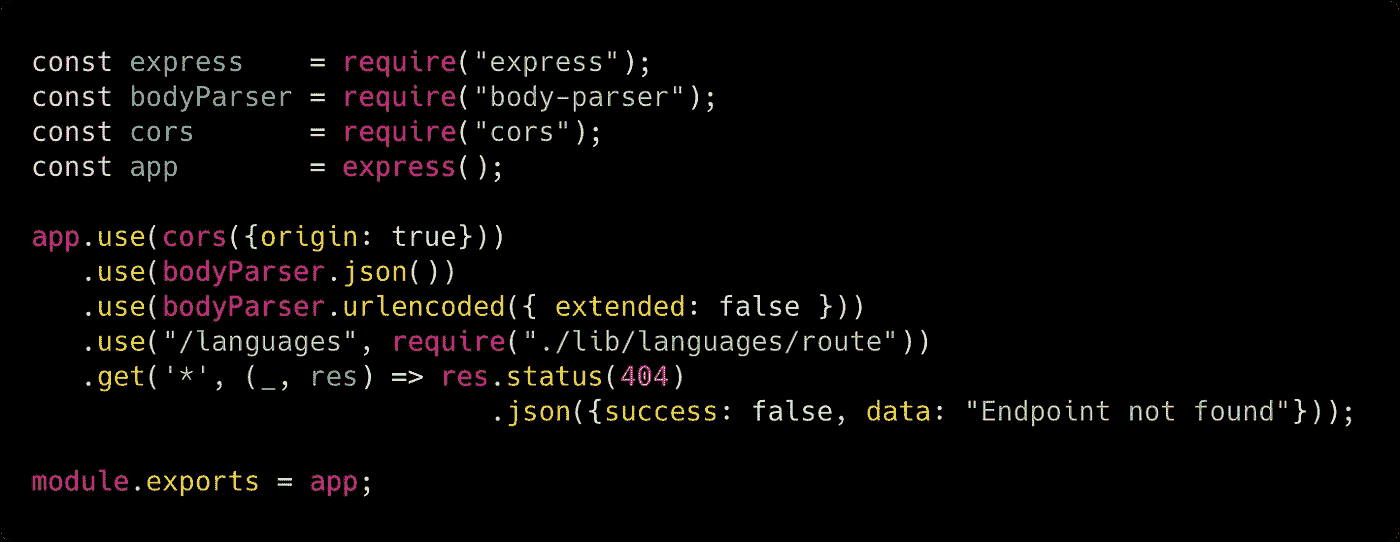 const express    = require("express");
const bodyParser = require("body-parser");
const cors       = require("cors");
const app        = express();

app.use(cors({origin: true}))
   .use(bodyParser.json())
   .use(bodyParser.urlencoded({ extended: false }))
   .use("/languages", require("./lib/languages/route"))
   .get('*', (_, res) => res.status(404)
                            .json({success: false, data: "Endpoint not found"}));

module.exports = app;